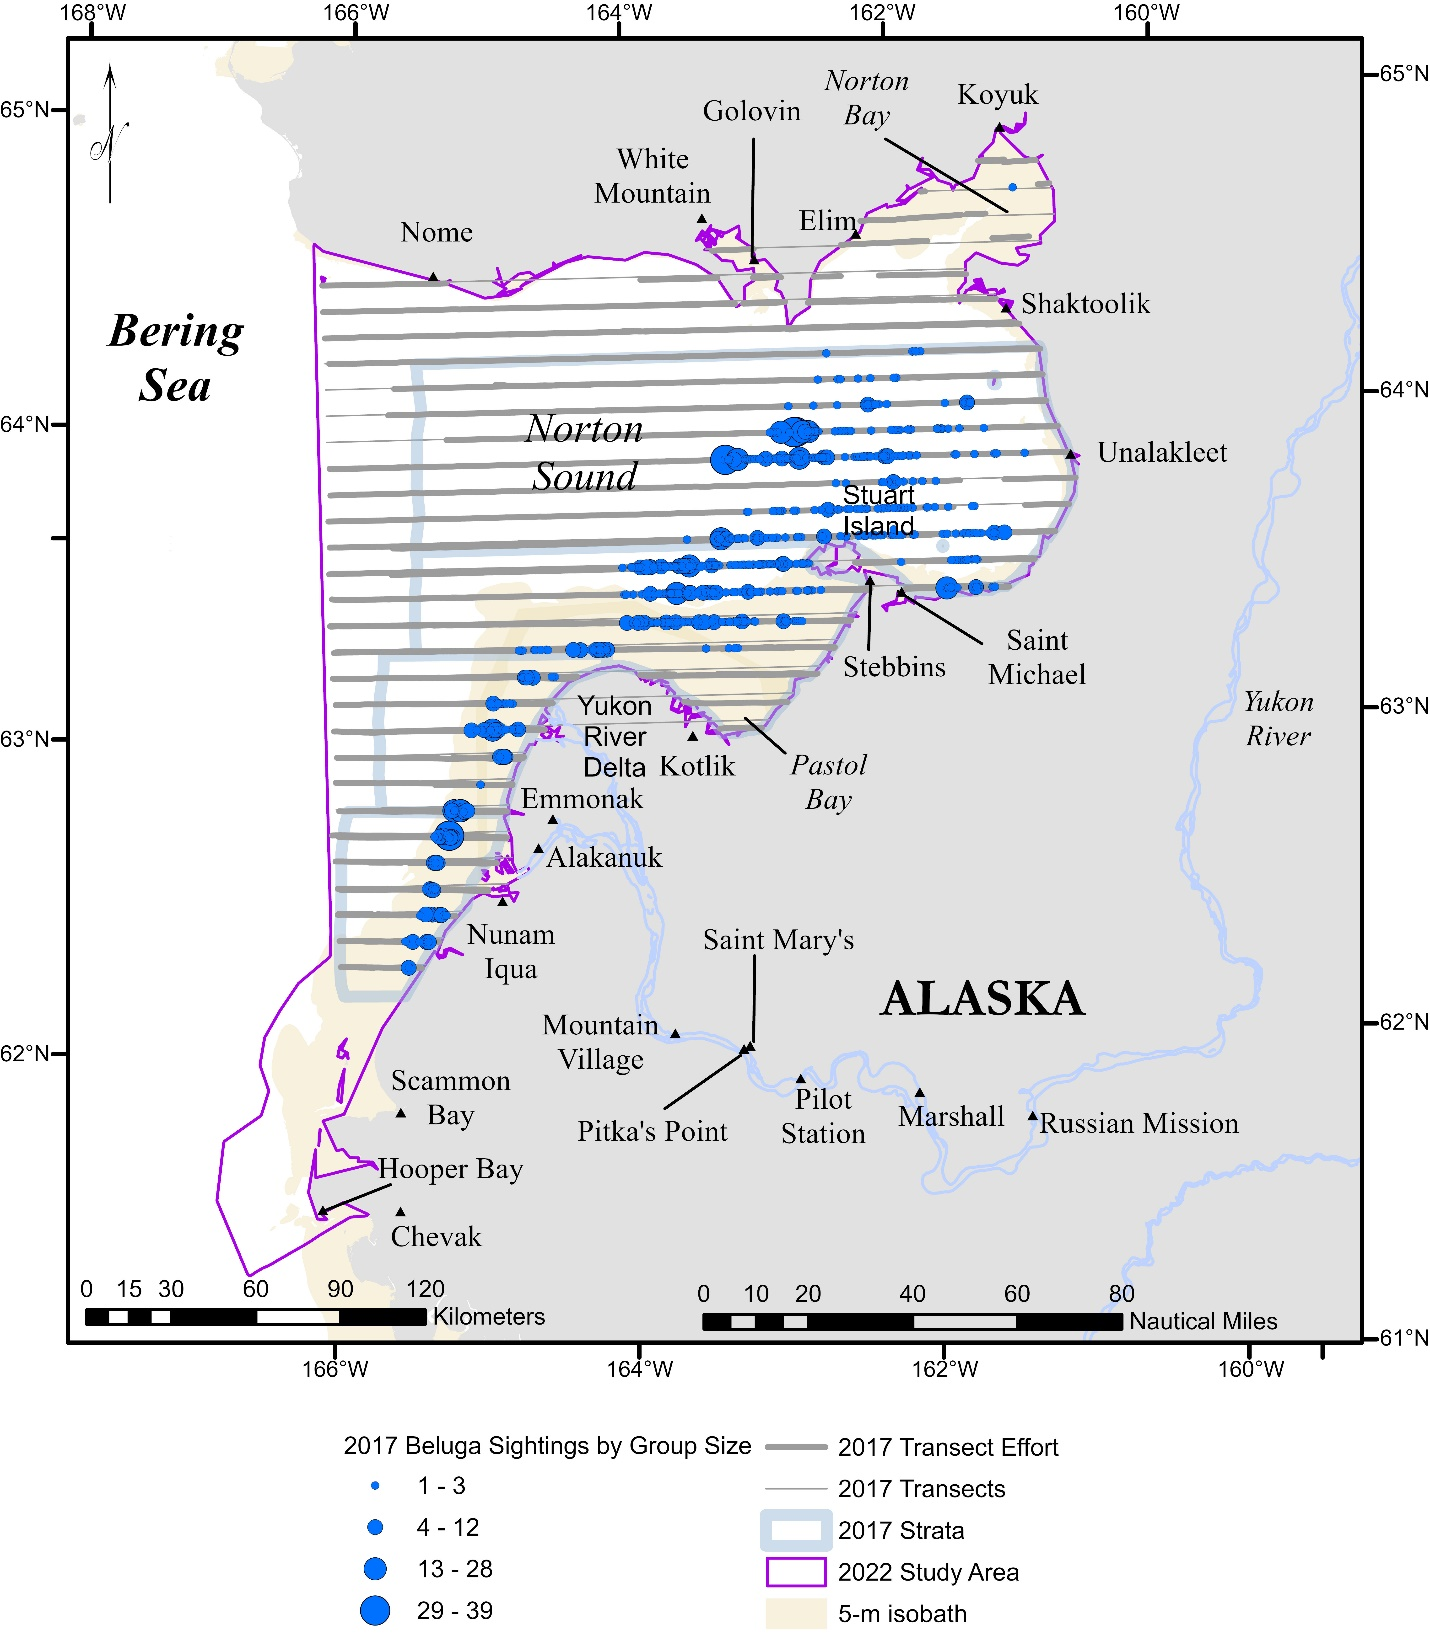 168°W
166°W
164°W
162°W
160°W
65°N
64°N
63°N
62°N
65°N
64°N
63°N
62°N
61°N
N
Norton
Bay
Koyuk
Golovin
White
Mountain
Elim
Nome
Shaktoolik
Bering
Sea
Norton
Sound
Unalakleet
Stuart
Island
Saint
Michael
Stebbins
Yukon
River
Delta
Kotlik
Pastol
Bay
Yukon
River
Emmonak
Alakanuk
Nunam
Iqua
Saint Mary's
ALASKA
Mountain
Village
Scammon
Bay
Pitka's Point
Pilot
Station
Marshall
Russian Mission
Hooper Bay
Chevak
0 15 30 60 90 120
Kilometers
0 10 20 40 60 80
Nautical Miles
166°W
164°W
162°W
160°W
2017 Beluga Sightings by Group Size
1 - 3
4 - 12
13 - 28
29 - 39
2017 Transect Effort
2017 Transects
2017 Strata
2022 Study Area
5-m isobath